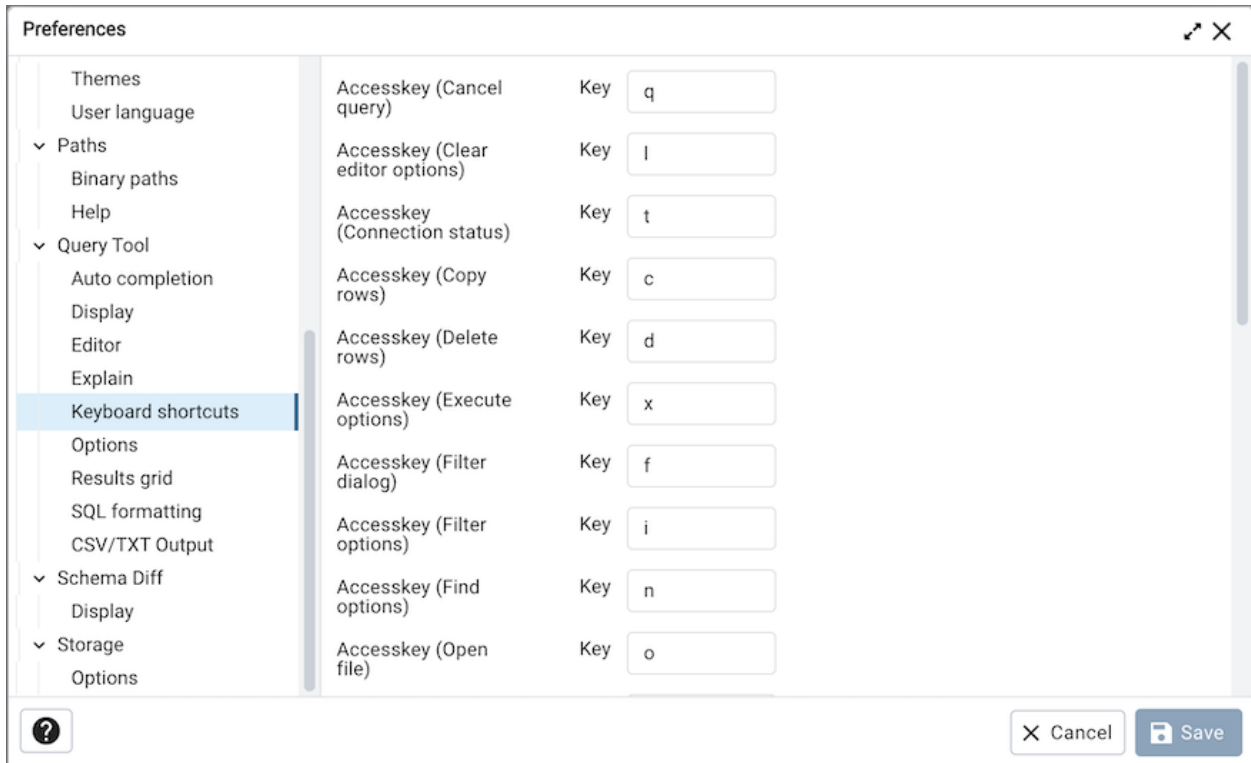 Preferences
Themes
User language
Paths
Binary paths
Help
Query Tool
Auto completion
Display
Editor
Explain
Keyboard shortcuts
Options
Results grid
SQL formatting
CSV/TXT Output
Schema Diff
Display
Storage
Options
Accesskey (Cancel
query)
Key
q
Accesskey (Clear
editor options)
Key
l
Accesskey
(Connection status)
Key
t
Accesskey (Copy
rows)
Key
c
Accesskey (Delete
rows)
Key
d
Accesskey (Execute
options)
Key
x
Accesskey (Filter
dialog)
Key
f
Accesskey (Filter
options)
Key
i
Accesskey (Find
options)
Key
n
Accesskey (Open
file)
Key
o
Cancel
Save